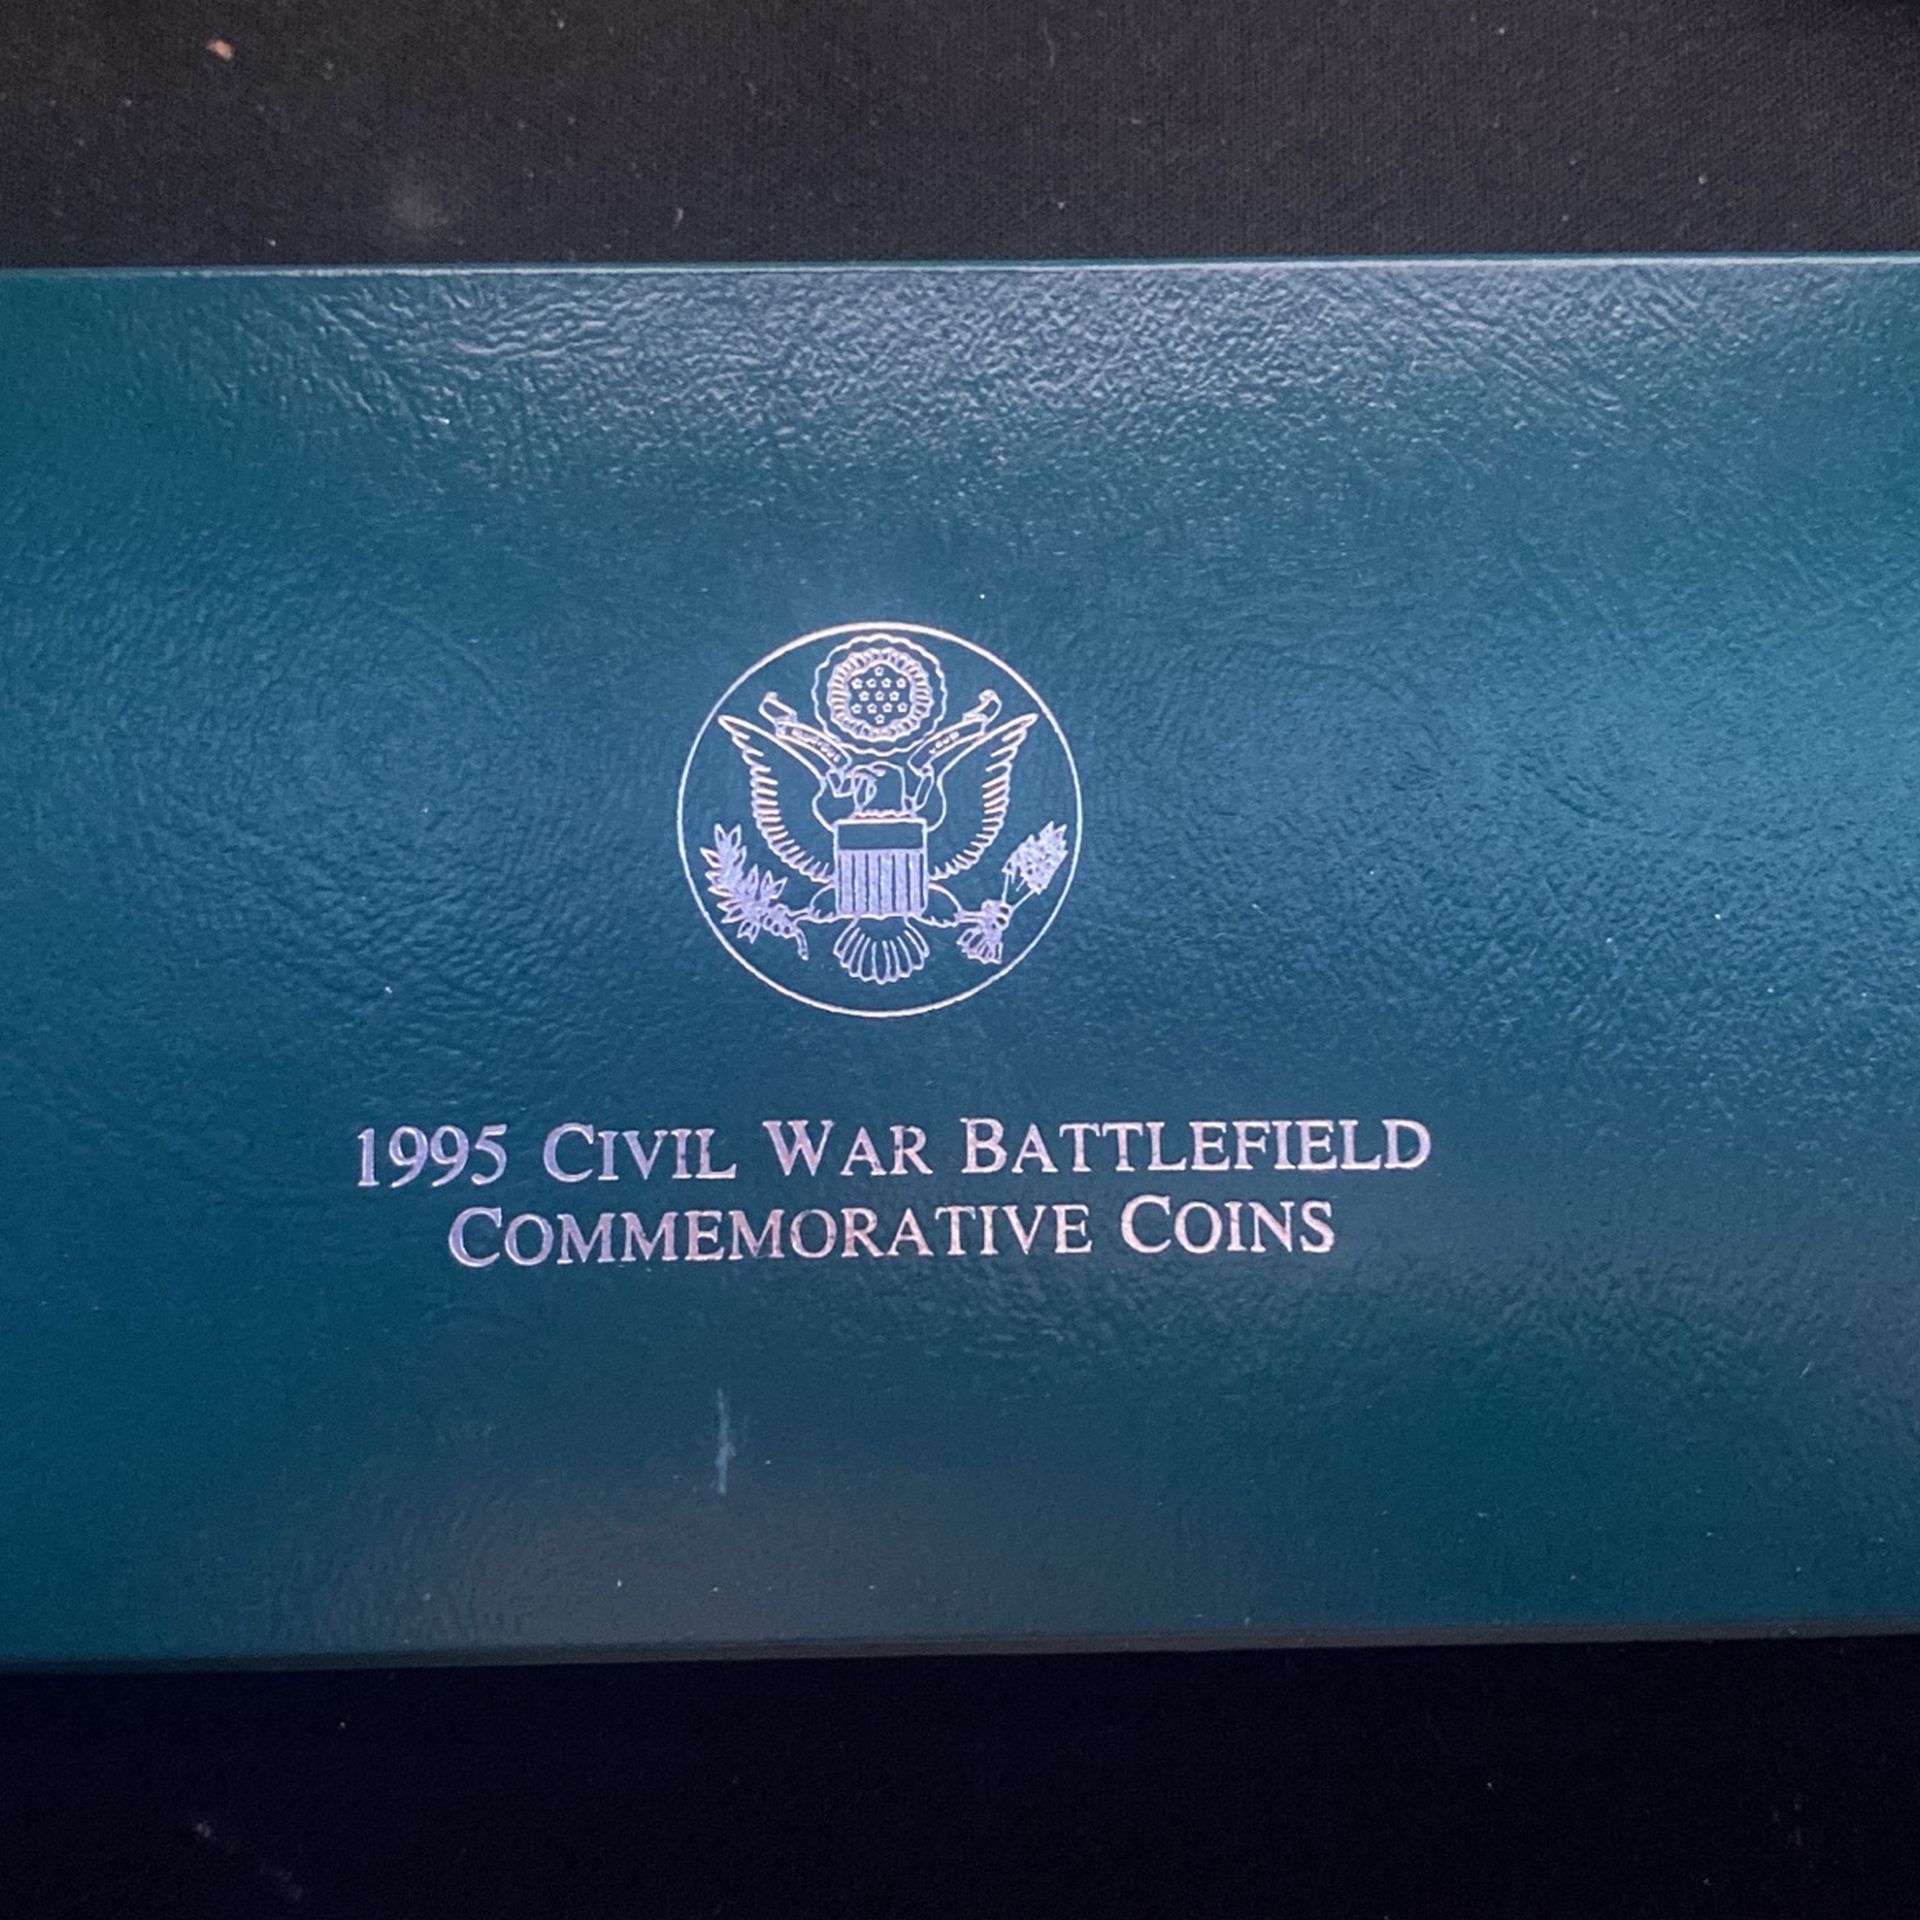 1995 CIVIL WAR BATTLEFIELD
COMMEMORATIVE COINS